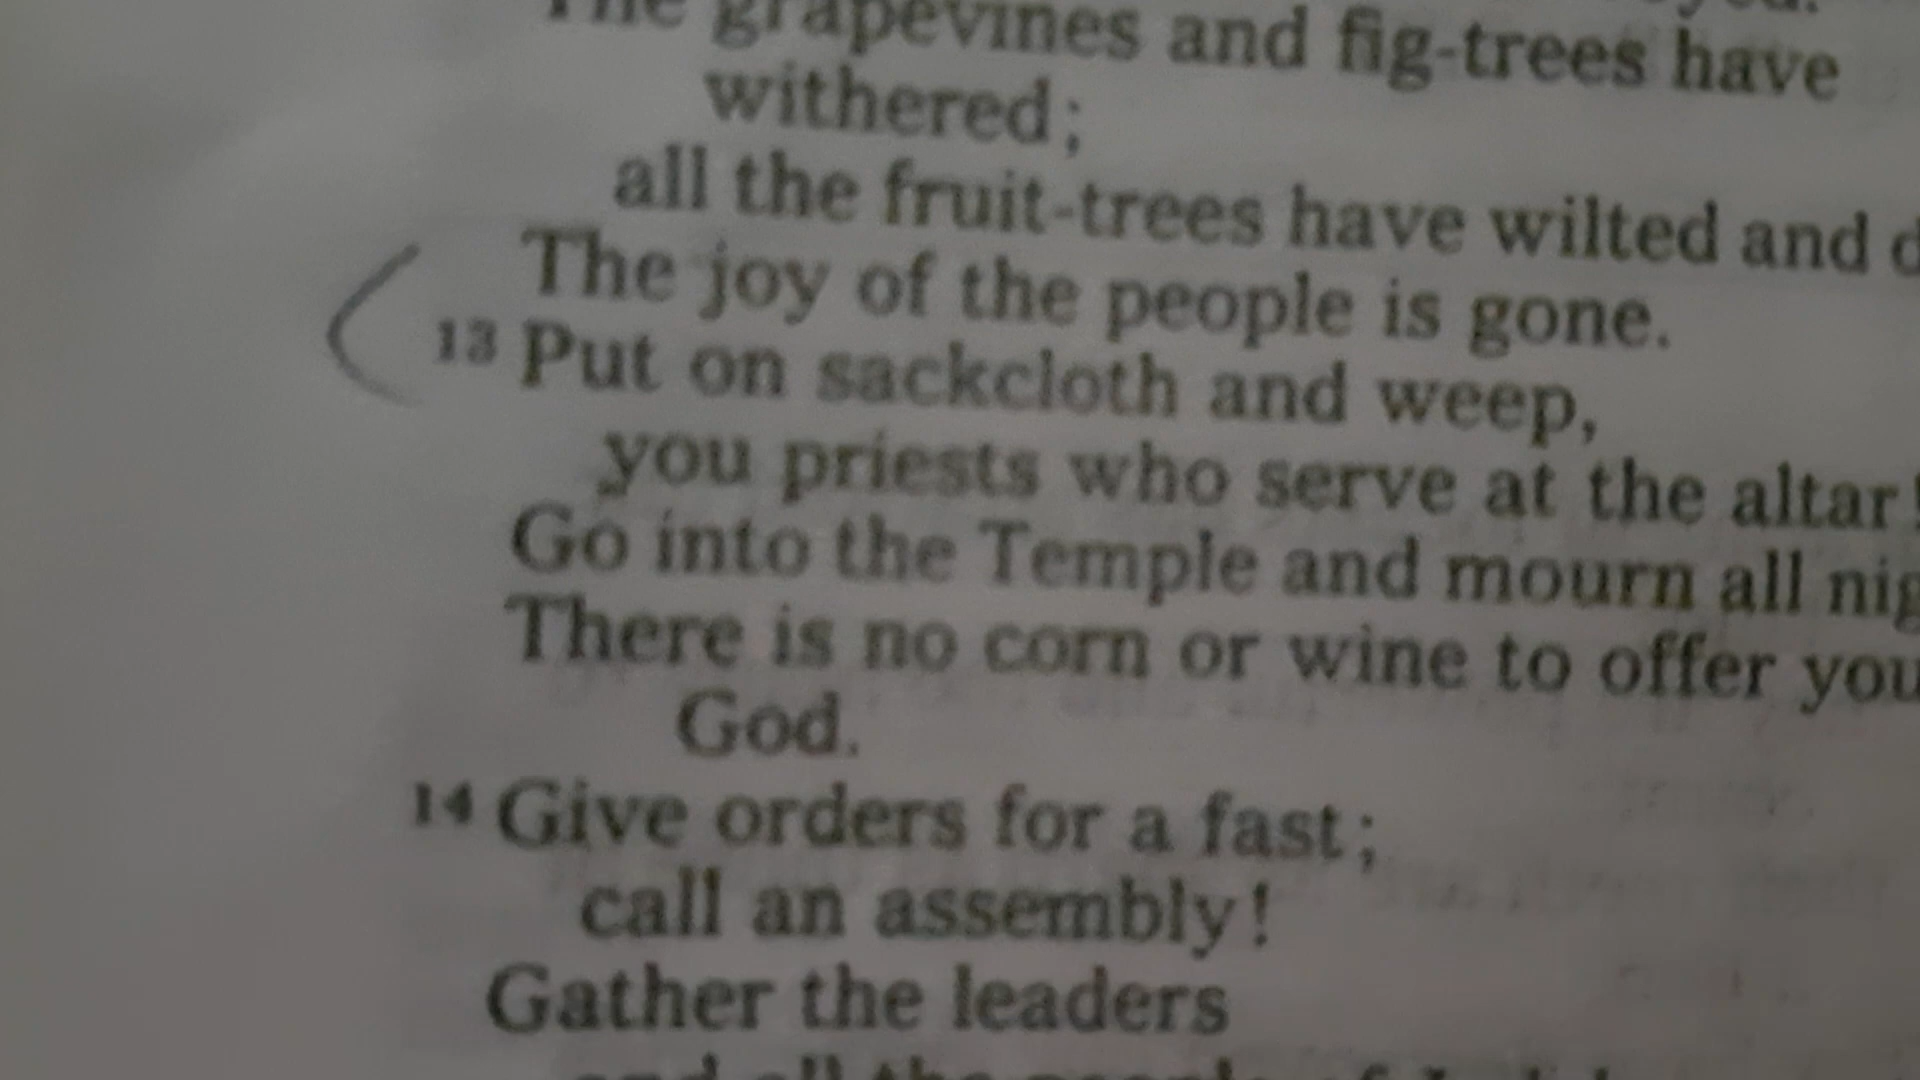 The grapevines and fig-trees have
withered;
all the fruit-trees have wilted and
The joy of the people is gone.
13 Put on sackcloth and weep,
you priests who serve at the altar!
Go into the Temple and mourn all
There is no corn or wine to offer
God.
14 Give orders for a fast;
call an assembly!
Gather the leaders